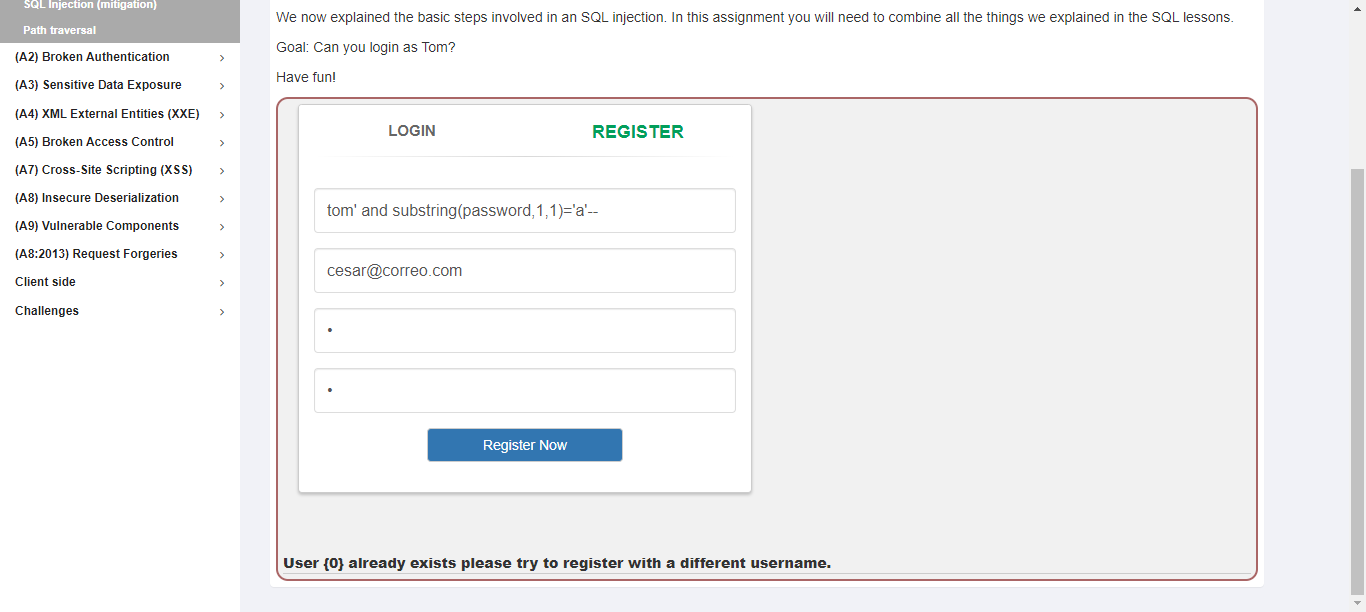 SQL Injection (mitigation)
Path traversal
(A2) Broken Authentication
(A3) Sensitive Data Exposure
(A4) XML External Entities (XXE)
(A5) Broken Access Control
(A7) Cross-Site Scripting (XSS)
(A8) Insecure Deserialization
(A9) Vulnerable Components
(A8:2013) Request Forgeries
Client side
Challenges
We now explained the basic steps involved in an SQL injection. In this assignment you will need to combine all the things we explained in the SQL lessons.
Goal: Can you login as Tom?
Have fun!
LOGIN REGISTER
tom' and substring(password,1,1)='a'--
cesar@correo.com
•
•
Register Now
User {0} already exists please try to register with a different username.